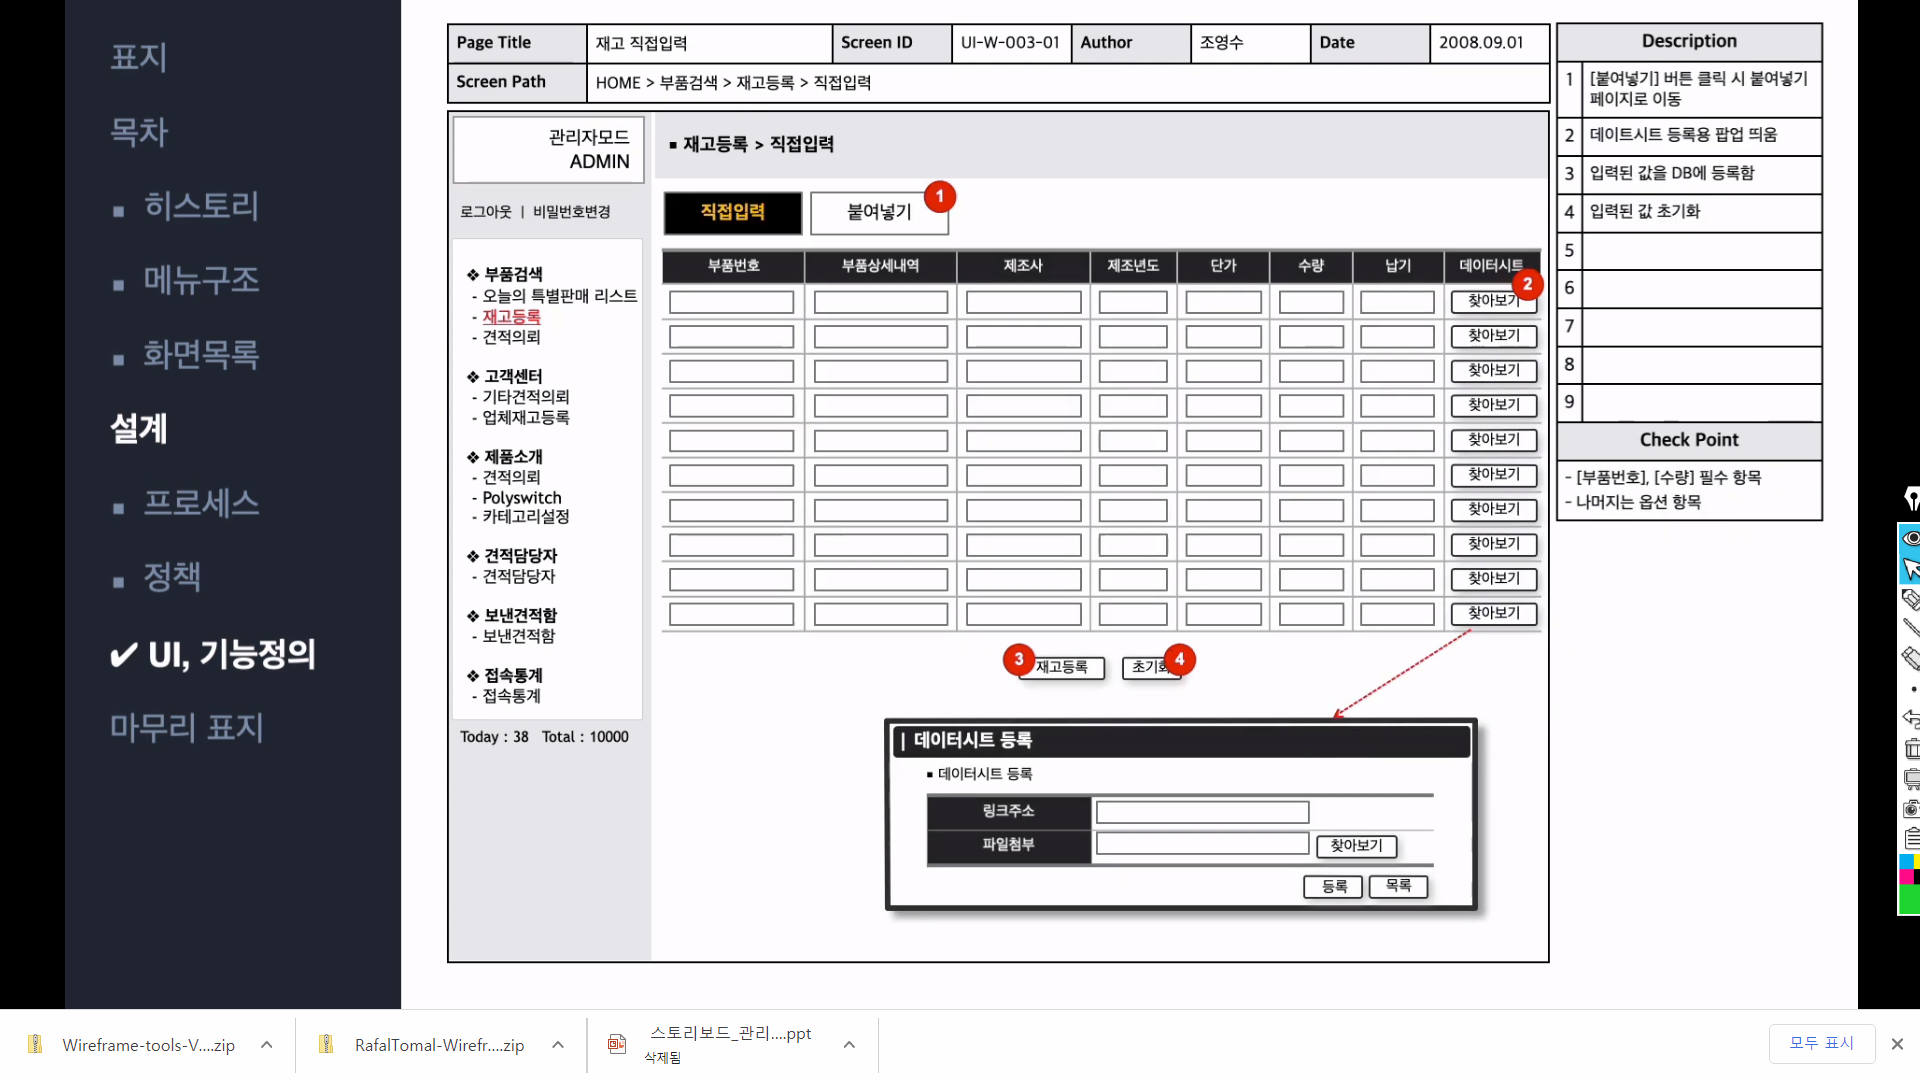 표지
목차
▪ 히스토리
▪ 메뉴구조
▪ 화면목록
설계
▪ 프로세스
▪ 정책
✔ UI, 기능정의
마무리 표지
Page Title 재고 직접입력 Screen ID UI-W-003-01 Author 조영수 Date 2008.09.01
Screen Path HOME > 부품검색 > 재고등록 > 직접입력
관리자모드
ADMIN
로그아웃 | 비밀번호변경
❖ 부품검색
- 오늘의 특별판매 리스트
- 재고등록
- 견적의뢰
❖ 고객센터
- 기타견적의뢰
- 업체재고등록
❖ 제품소개
- 견적의뢰
- Polyswitch
- 카테고리설정
❖ 견적담당자
- 견적담당자
❖ 보낸견적함
- 보낸견적함
❖ 접속통계
- 접속통계
Today : 38 Total : 10000
▪ 재고등록 > 직접입력
직접입력 붙여넣기 1
부품번호 부품상세내역 제조사 제조년도 단가 수량 납기 데이터시트
찾아보기 2
찾아보기
찾아보기
찾아보기
찾아보기
찾아보기
찾아보기
찾아보기
찾아보기
찾아보기
3 재고등록 초기화 4
| 데이터시트 등록
▪ 데이터시트 등록
링크주소
파일첨부 찾아보기
등록 목록
Description
1 [붙여넣기] 버튼 클릭 시 붙여넣기
페이지로 이동
2 데이트시트 등록용 팝업 띄움
3 입력된 값을 DB에 등록함
4 입력된 값 초기화
5
6
7
8
9
Check Point
- [부품번호], [수량] 필수 항목
- 나머지는 옵션 항목
Wireframe-tools-V....zip
RafalTomal-Wirefr....zip
스토리보드_관리....ppt
삭제됨
모두 표시